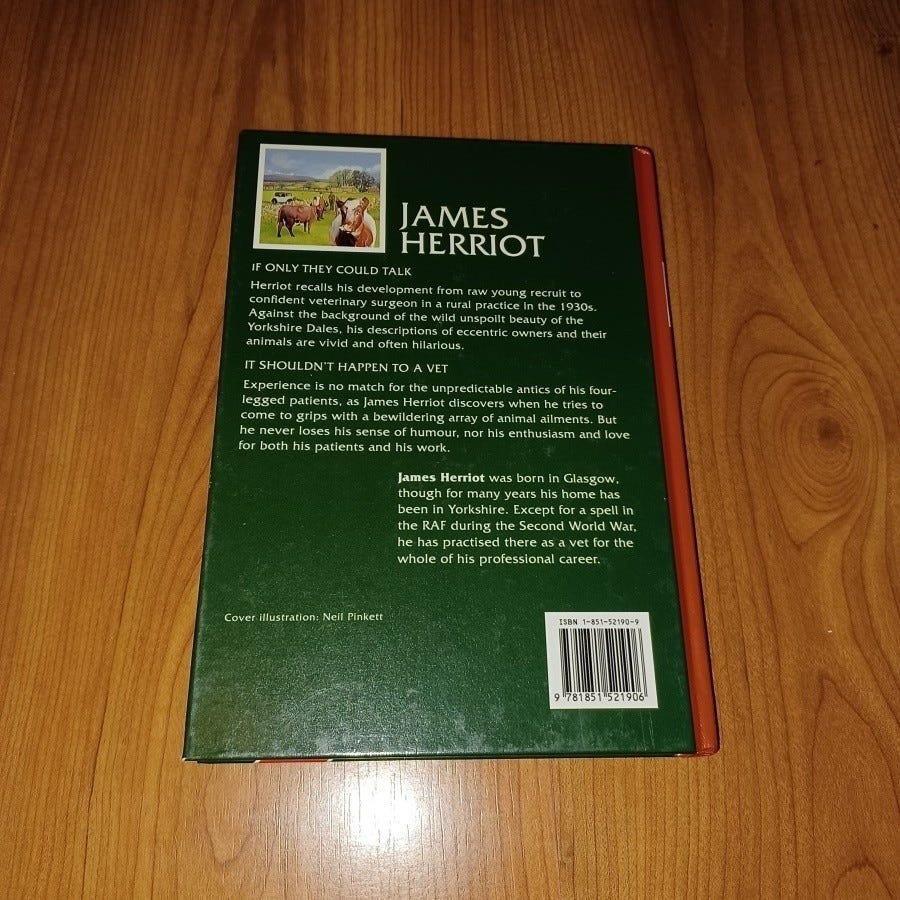 JAMES
HERRIOT
IF ONLY THEY COULD TALK
Herriot recalls his development from raw young recruit to
confident veterinary surgeon in a rural practice in the 1930s.
Against the background of the wild unspoilt beauty of the
Yorkshire Dales, his descriptions of eccentric owners and their
animals are vivid and often hilarious.
IT SHOULDN'T HAPPEN TO A VET
Experience is no match for the unpredictable antics of his four-
legged patients, as James Herriot discovers when he tries to
come to grips with a bewildering array of animal ailments. But
he never loses his sense of humour, nor his enthusiasm and love
for both his patients and his work.
James Herriot was born in Glasgow,
though for many years his home has
been in Yorkshire. Except for a spell in
the RAF during the Second World War,
he has practised there as a vet for the
whole of his professional career.
Cover illustration: Neil Pinkett
ISBN 1-851-52190-9
9 781851 521906